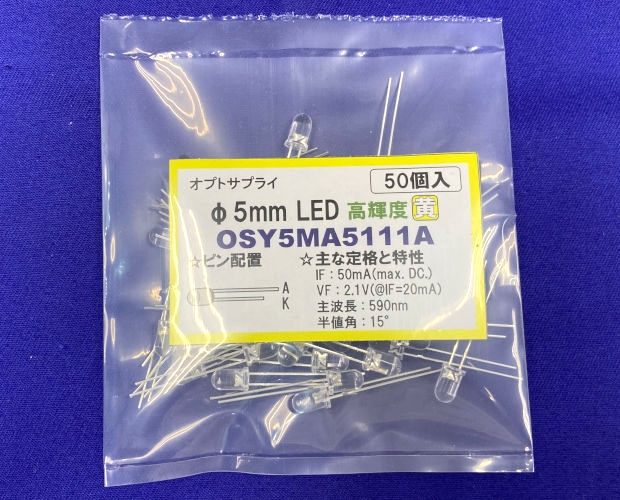 オプトサプライ
50個入
φ5mm LED 高輝度 黄
OSY5MA5111A
☆ピン配置
A
K
☆主な定格と特性
IF：50mA(max. DC.)
VF：2.1V(@IF=20mA)
主波長：590nm
半値角：15°